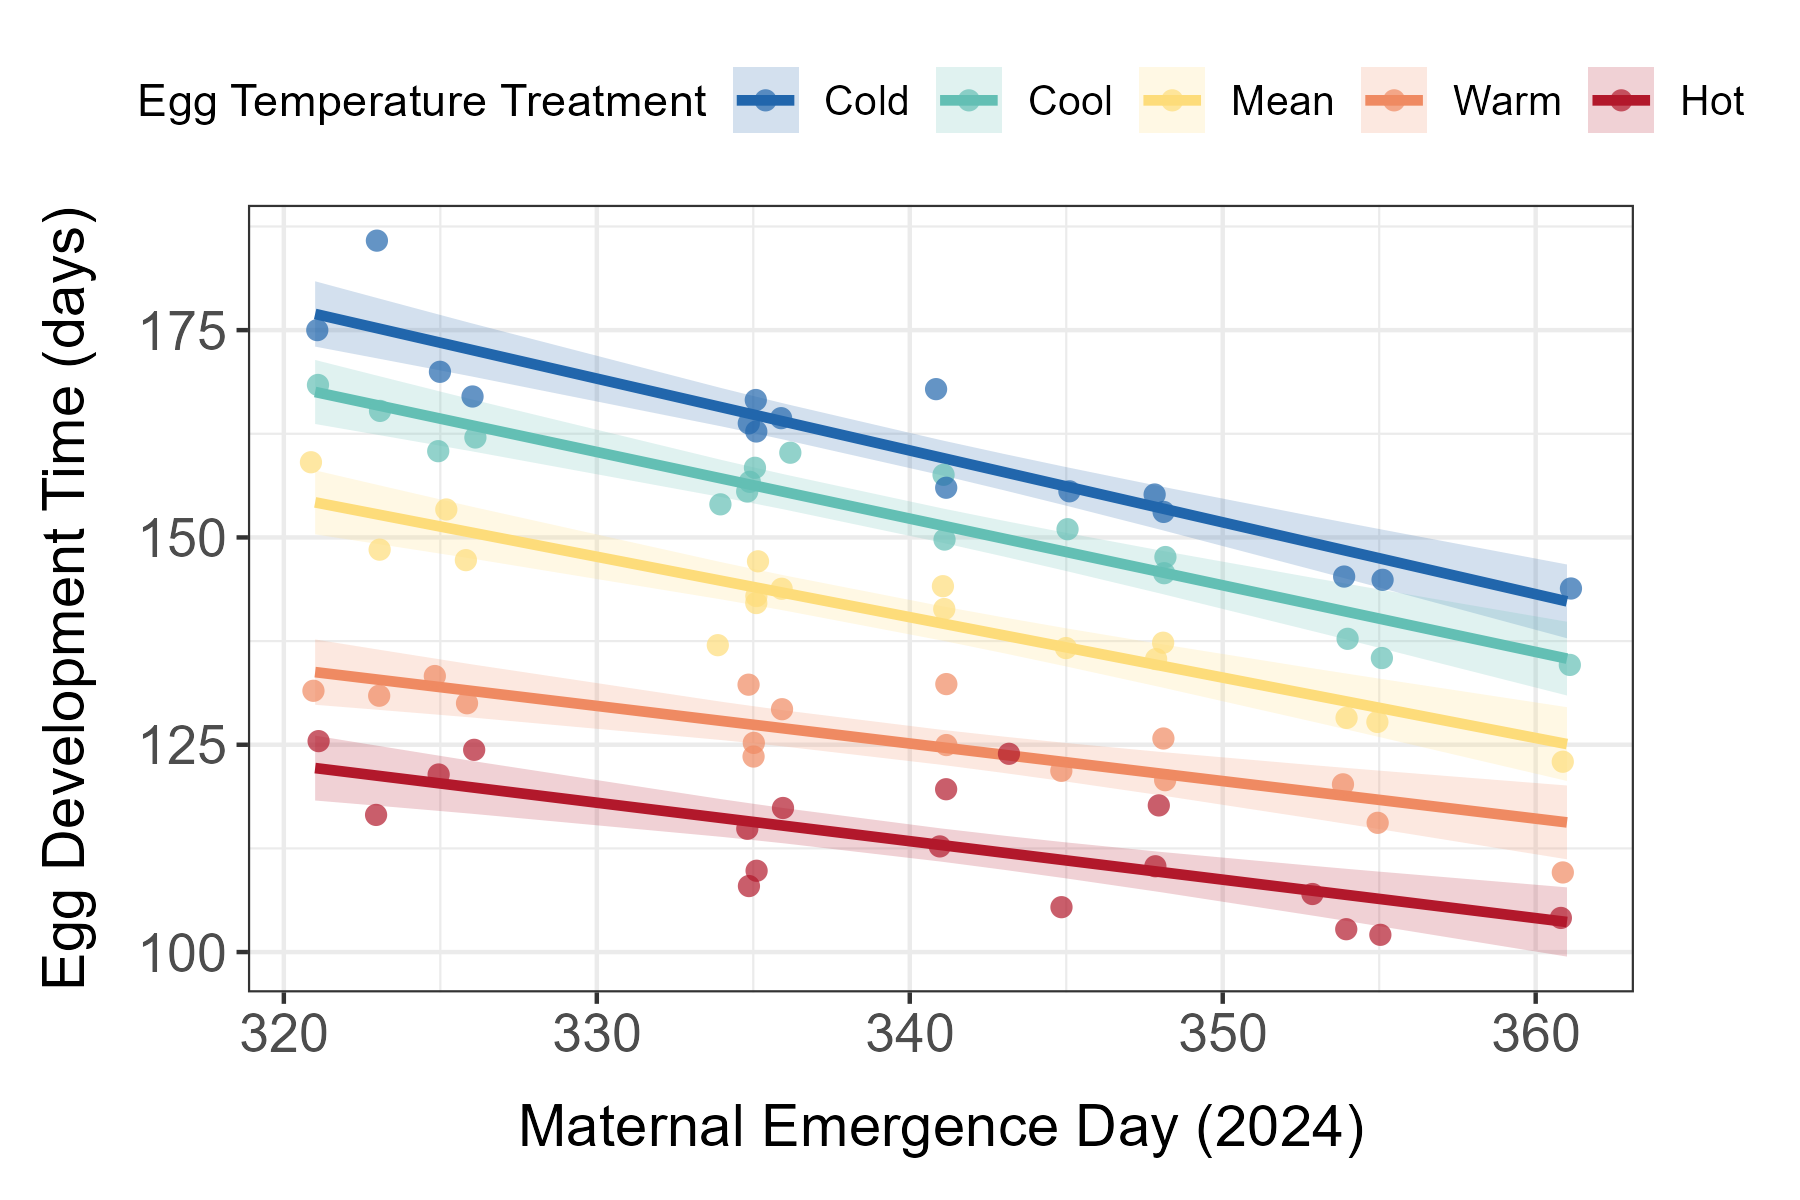 Egg Temperature Treatment Cold Cool Mean Warm Hot
Egg Development Time (days)
175
150
125
100
320 330 340 350 360
Maternal Emergence Day (2024)